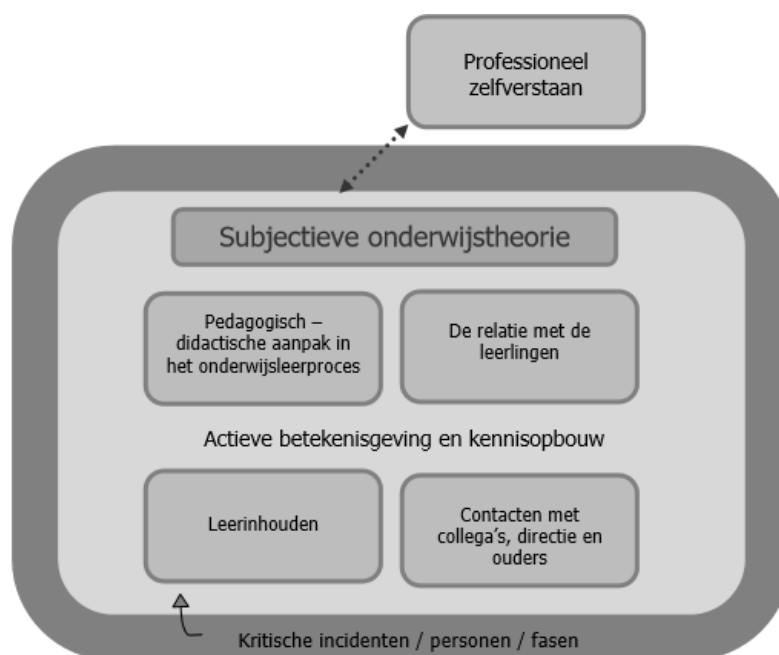 Professioneel
zelfverstaan
Subjectieve onderwijstheorie
Pedagogisch –
didactische aanpak in
het onderwijsleerproces
De relatie met de
leerlingen
Actieve betekenisgeving en kennisopbouw
Leerinhouden
Contacten met
collega’s, directie en
ouders
Kritische incidenten / personen / fasen